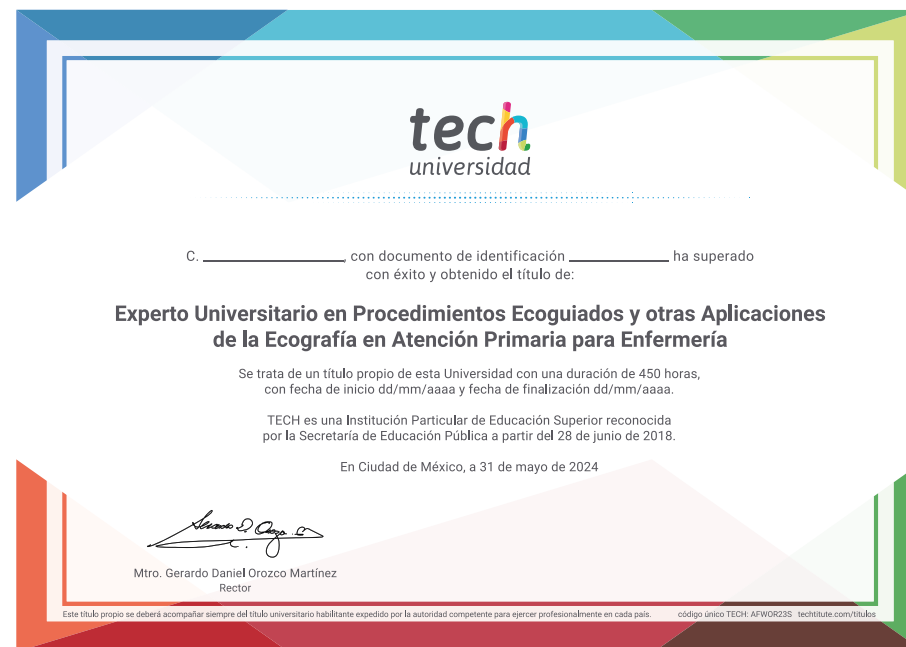 tech
universidad
C. ____________________, con documento de identificación ______________ ha superado
con éxito y obtenido el título de:
Experto Universitario en Procedimientos Ecoguiados y otras Aplicaciones
de la Ecografía en Atención Primaria para Enfermería
Se trata de un título propio de esta Universidad con una duración de 450 horas,
con fecha de inicio dd/mm/aaaa y fecha de finalización dd/mm/aaaa.
TECH es una Institución Particular de Educación Superior reconocida
por la Secretaría de Educación Pública a partir del 28 de junio de 2018.
En Ciudad de México, a 31 de mayo de 2024
Mtro. Gerardo Daniel Orozco Martínez
Rector
Este título propio se deberá acompañar siempre del título universitario habilitante expedido por la autoridad competente para ejercer profesionalmente en cada país. código único TECH: AFWOR23S techtitute.com/titulos